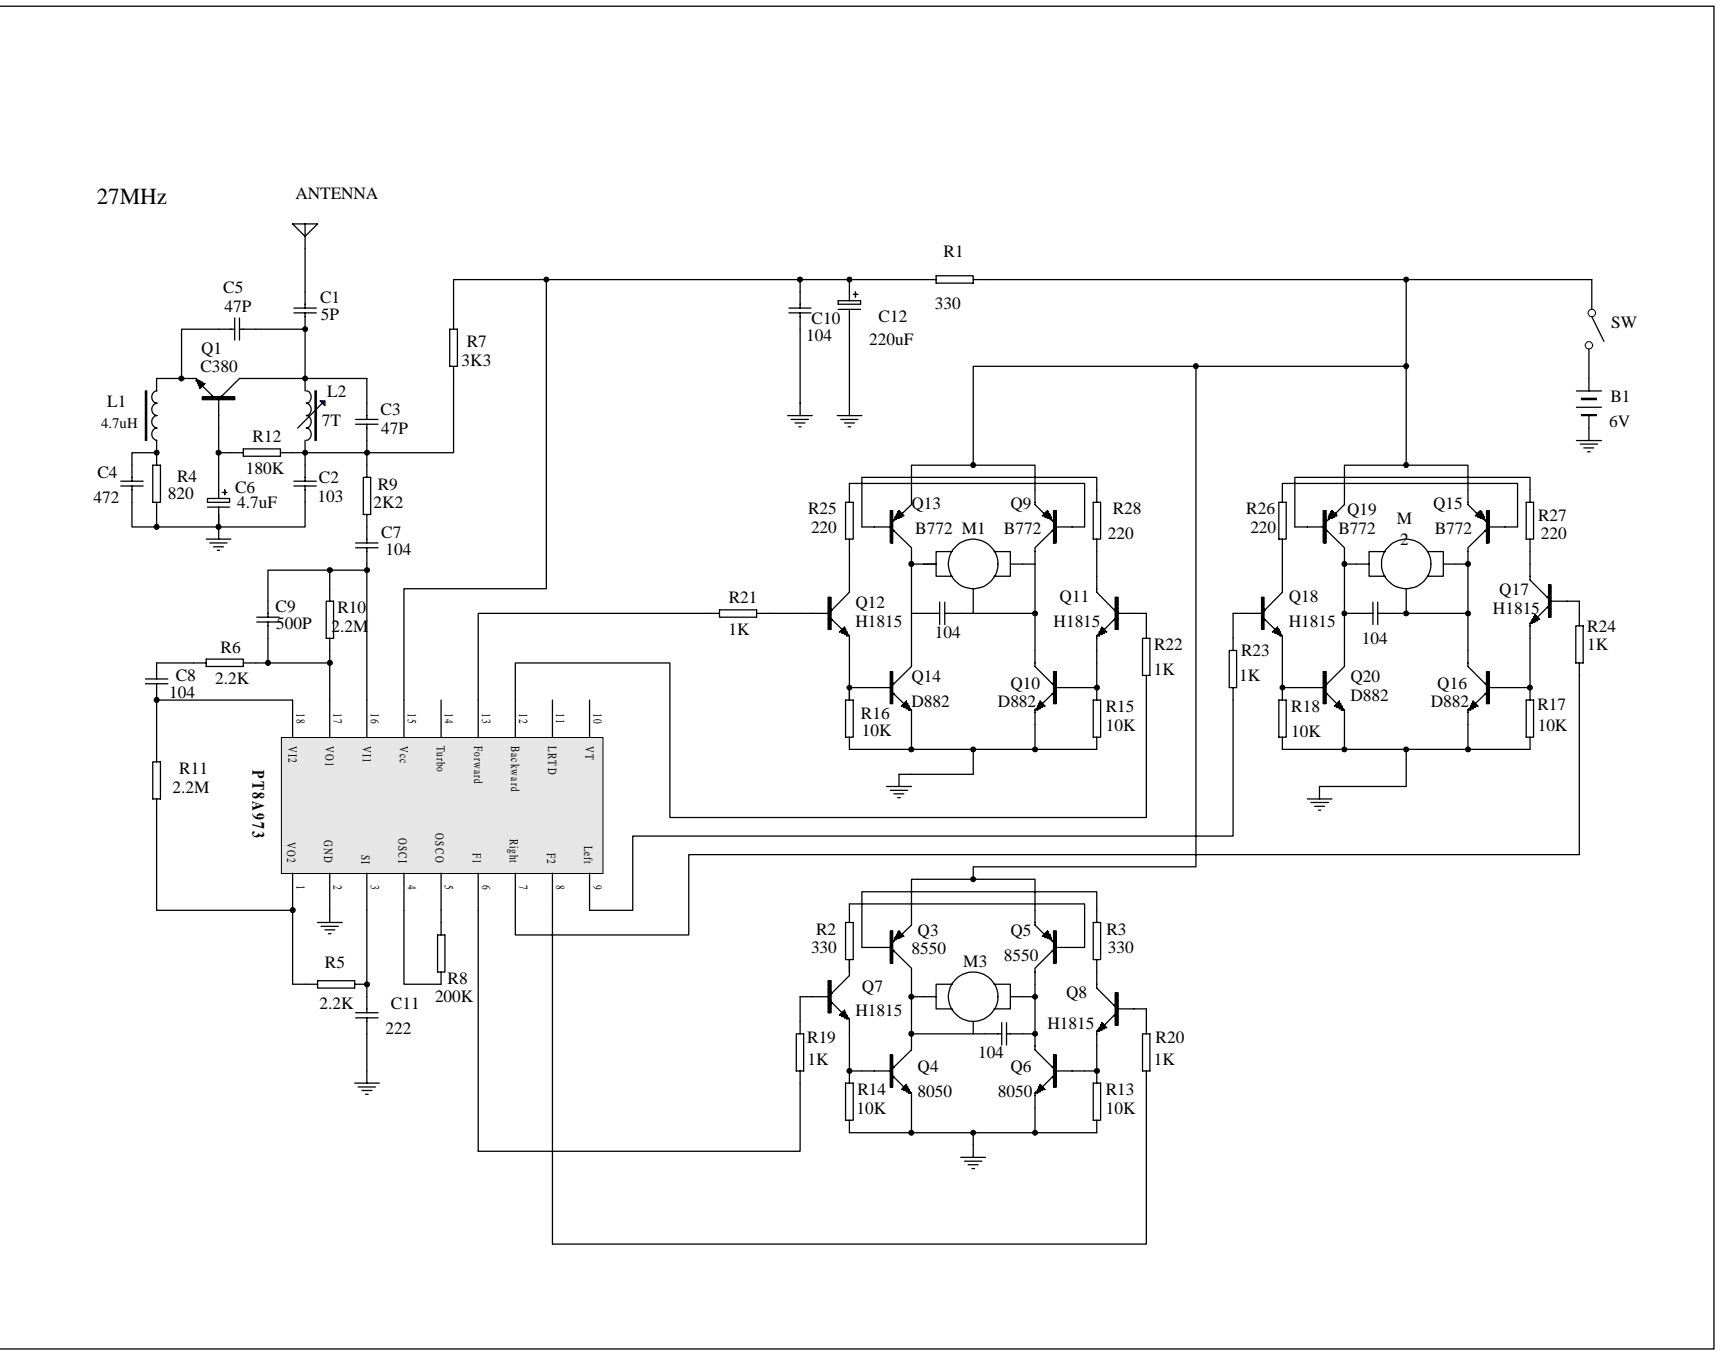 27MHz
ANTENNA
C5
47P
C1
5P
Q1
C380
L1
4.7uH
L2
7T
C3
47P
R7
3K3
R12
180K
C4
472
R4
820
C6
4.7uF
C2
103
R9
2K2
C7
104
C9
500P
R10
2.2M
R6
2.2K
C8
104
R11
2.2M
R1
330
C10
104
C12
220uF
SW
B1
6V
18
17
16
15
14
13
12
11
10
VI2
VO1
VI1
Vcc
Turbo
Forward
Backward
LRTD
VT
PT8A973
VO2
GND
SI
OSCI
OSCO
F1
Right
F2
Left
1
2
3
4
5
6
7
8
9
R5
2.2K
C11
222
R8
200K
R21
1K
R25
220
Q13
B772
Q9
B772
M1
R28
220
Q12
H1815
104
Q11
H1815
R22
1K
Q14
D882
Q10
D882
R16
10K
R15
10K
R26
220
Q19
B772
M
2
Q15
B772
R27
220
Q18
H1815
104
Q17
H1815
R24
1K
R23
1K
Q20
D882
Q16
D882
R18
10K
R17
10K
R2
330
Q3
8550
Q5
8550
R3
330
M3
Q7
H1815
Q8
H1815
R19
1K
104
R20
1K
Q4
8050
Q6
8050
R14
10K
R13
10K